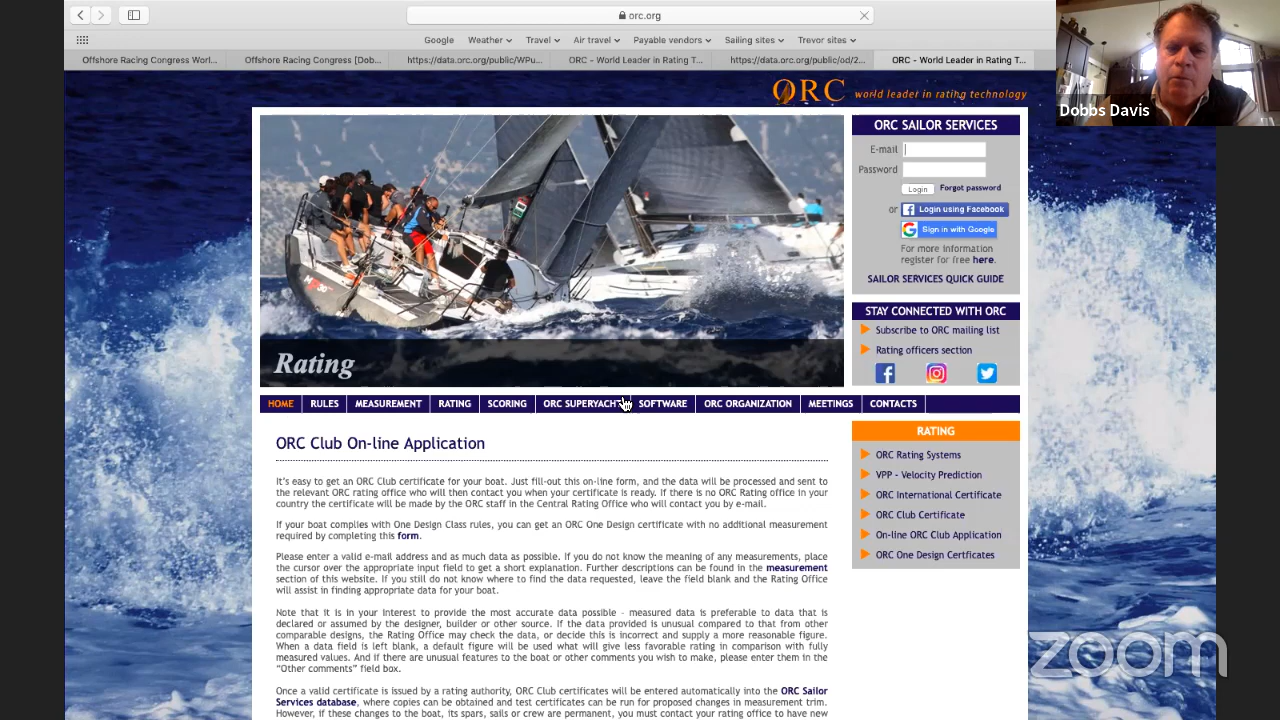 orc.org
Google Weather Travel Air travel Payable vendors Sailing sites Trevor sites
Offshore Racing Congress Worl... Offshore Racing Congress [Dob... https://data.orc.org/public/WPu... ORC - World Leader in Rating T... https://data.orc.org/public/od/2... ORC - World Leader in Rating T...
Dobbs Davis
ORC world leader in rating technology
Rating
ORC SAILOR SERVICES
E-mail
Password
Login Forgot password
or Login using Facebook
Sign in with Google
For more information
register for free here.
SAILOR SERVICES QUICK GUIDE
STAY CONNECTED WITH ORC
Subscribe to ORC mailing list
Rating officers section
HOME RULES MEASUREMENT RATING SCORING ORC SUPERYACHT SOFTWARE ORC ORGANIZATION MEETINGS CONTACTS
ORC Club On-line Application
It's easy to get an ORC Club certificate for your boat. Just fill-out this on-line form, and the data will be processed and sent to
the relevant ORC rating office who will then contact you when your certificate is ready. If there is no ORC Rating office in your
country the certificate will be made by the ORC staff in the Central Rating Office who will contact you by e-mail.
If your boat complies with One Design Class rules, you can get an ORC One Design certificate with no additional measurement
required by completing this form.
Please enter a valid e-mail address and as much data as possible. If you do not know the meaning of any measurements, place
the cursor over the appropriate input field to get a short explanation. Further descriptions can be found in the measurement
section of this website. If you still do not know where to find the data requested, leave the field blank and the Rating Office
will assist in finding appropriate data for your boat.
Note that it is in your interest to provide the most accurate data possible - measured data is preferable to data that is
declared or assumed by the designer, builder or other source. If the data provided is unusual compared to that from other
comparable designs, the Rating Office may check the data, or decide this is incorrect and supply a more reasonable figure.
When a data field is left blank, a default figure will be used what will give less favorable rating in comparison with fully
measured values. And if there are unusual features to the boat or other comments you wish to make, please enter them in the
"Other comments" field box.
Once a valid certificate is issued by a rating authority, ORC Club certificates will be entered automatically into the ORC Sailor
Services database, where copies can be obtained and test certificates can be run for proposed changes in measurement trim.
However, if these changes to the boat, its spars, sails or crew are permanent, you must contact your rating office to have new
RATING
ORC Rating Systems
VPP - Velocity Prediction
ORC International Certificate
ORC Club Certificate
On-line ORC Club Application
ORC One Design Certficates
zoom